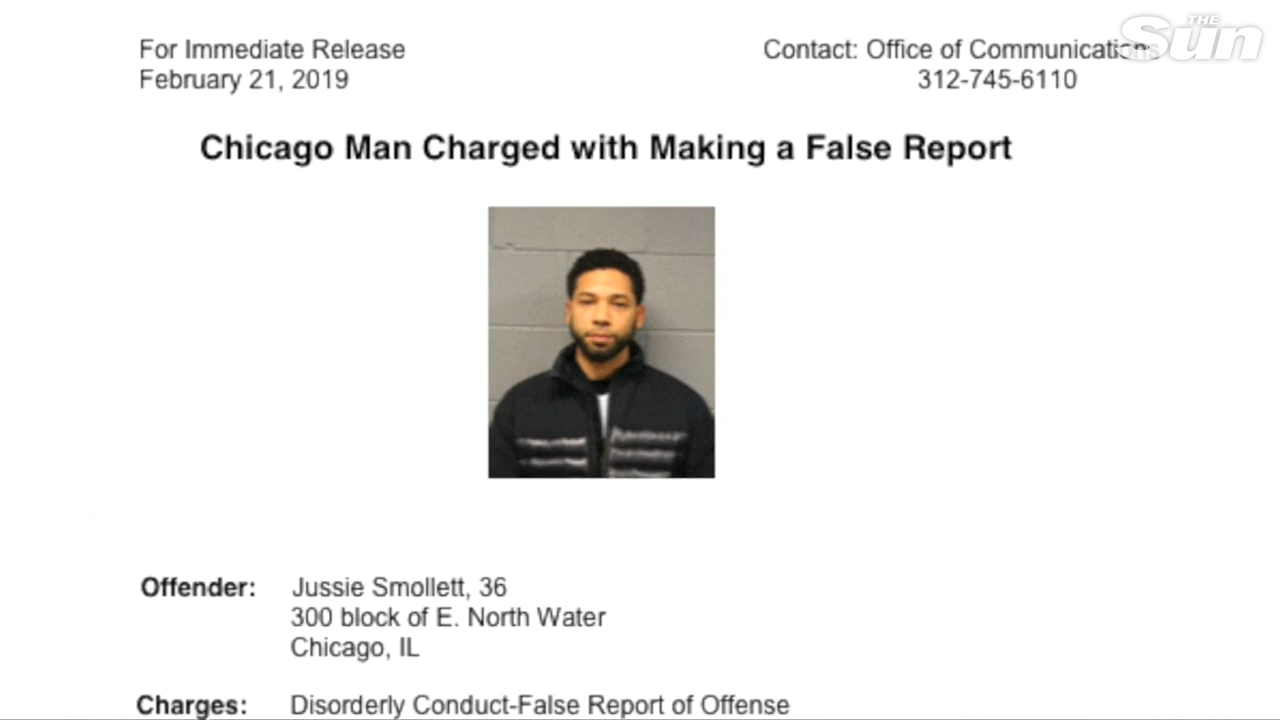 For Immediate Release
February 21, 2019
Contact: Office of Communications
312-745-6110
THE
Sun
Chicago Man Charged with Making a False Report
Offender: Jussie Smollett, 36
300 block of E. North Water
Chicago, IL
Charges: Disorderly Conduct-False Report of Offense